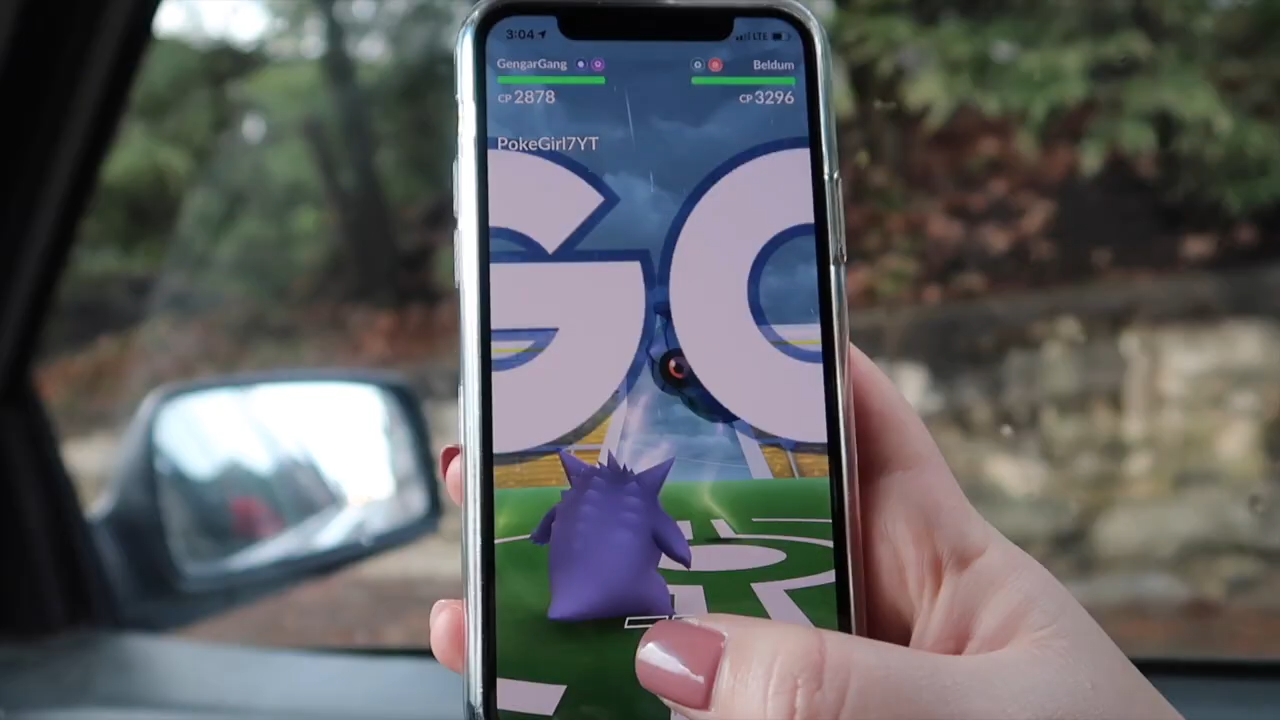 3:04 LTE
GengarGang Beldum
CP 2878 CP 3296
PokeGirl7YT
GO